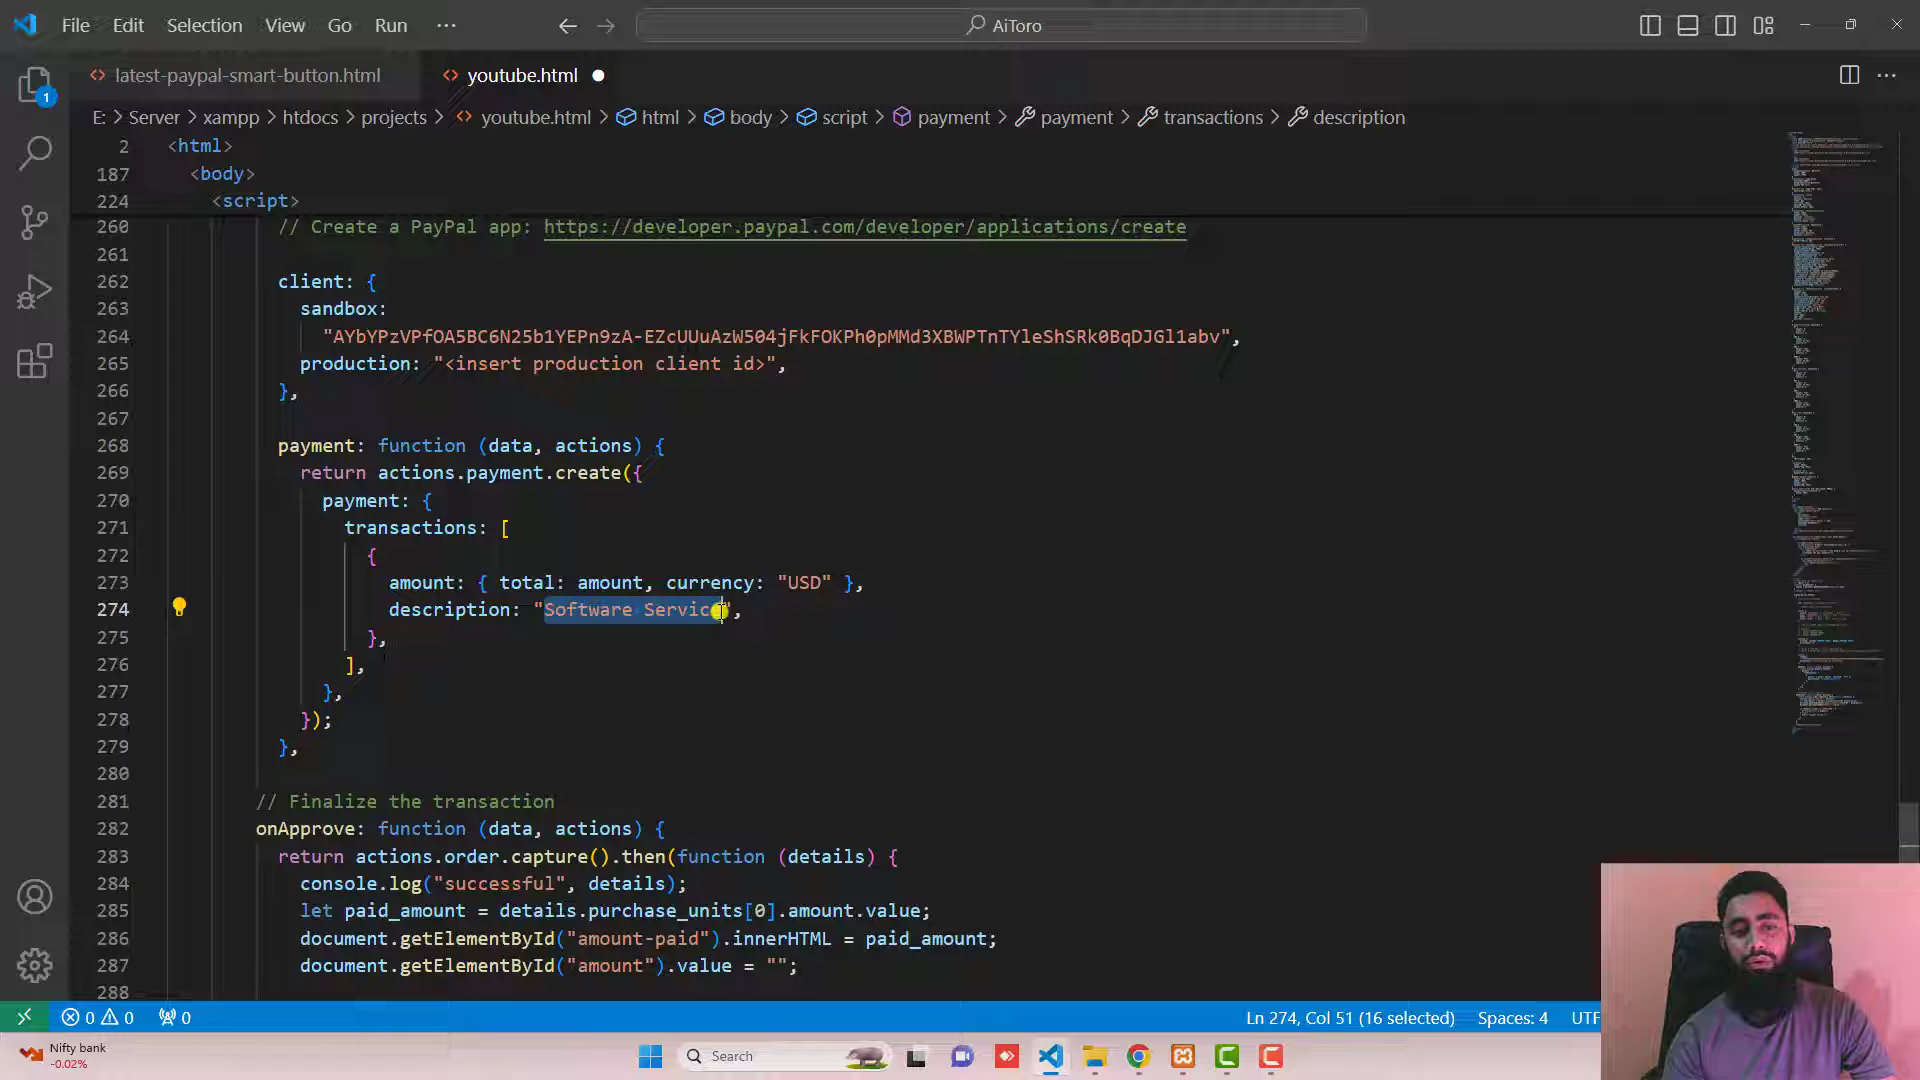 File Edit Selection View Go Run ··· AiToro
latest-paypal-smart-button.html youtube.html
E: > Server > xampp > htdocs > projects > youtube.html > html > body > script > payment > payment > transactions > description
1
2 <html>
187 <body>
224 <script>
260 // Create a PayPal app: https://developer.paypal.com/developer/applications/create
261
262 client: {
263 sandbox:
264 "AYbYPzVPfOA5BC6N25b1YEPn9zA-EZcUUuAzW504jFkFOKPh0pMMd3XBWPTnTYleShSRk0BqDJGl1abv",
265 production: "<insert production client id>",
266 },
267
268 payment: function (data, actions) {
269 return actions.payment.create({
270 payment: {
271 transactions: [
272 {
273 amount: { total: amount, currency: "USD" },
274 description: "Software Service",
275 },
276 ],
277 },
278 });
279 },
280
281 // Finalize the transaction
282 onApprove: function (data, actions) {
283 return actions.order.capture().then(function (details) {
284 console.log("successful", details);
285 let paid_amount = details.purchase_units[0].amount.value;
286 document.getElementById("amount-paid").innerHTML = paid_amount;
287 document.getElementById("amount").value = "";
288
0 0 0 Ln 274, Col 51 (16 selected) Spaces: 4 UTF
Nifty bank
-0.02%
Search